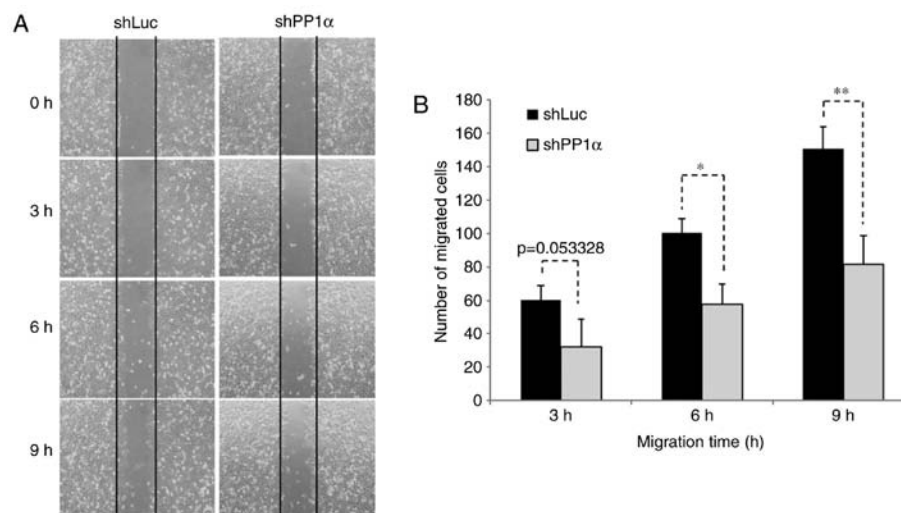 A
shLuc
shPP1α
0 h
3 h
6 h
9 h
B
Number of migrated cells
180
160
140
120
100
80
60
40
20
0
shLuc
shPP1α
p=0.053328
*
**
3 h
6 h
9 h
Migration time (h)